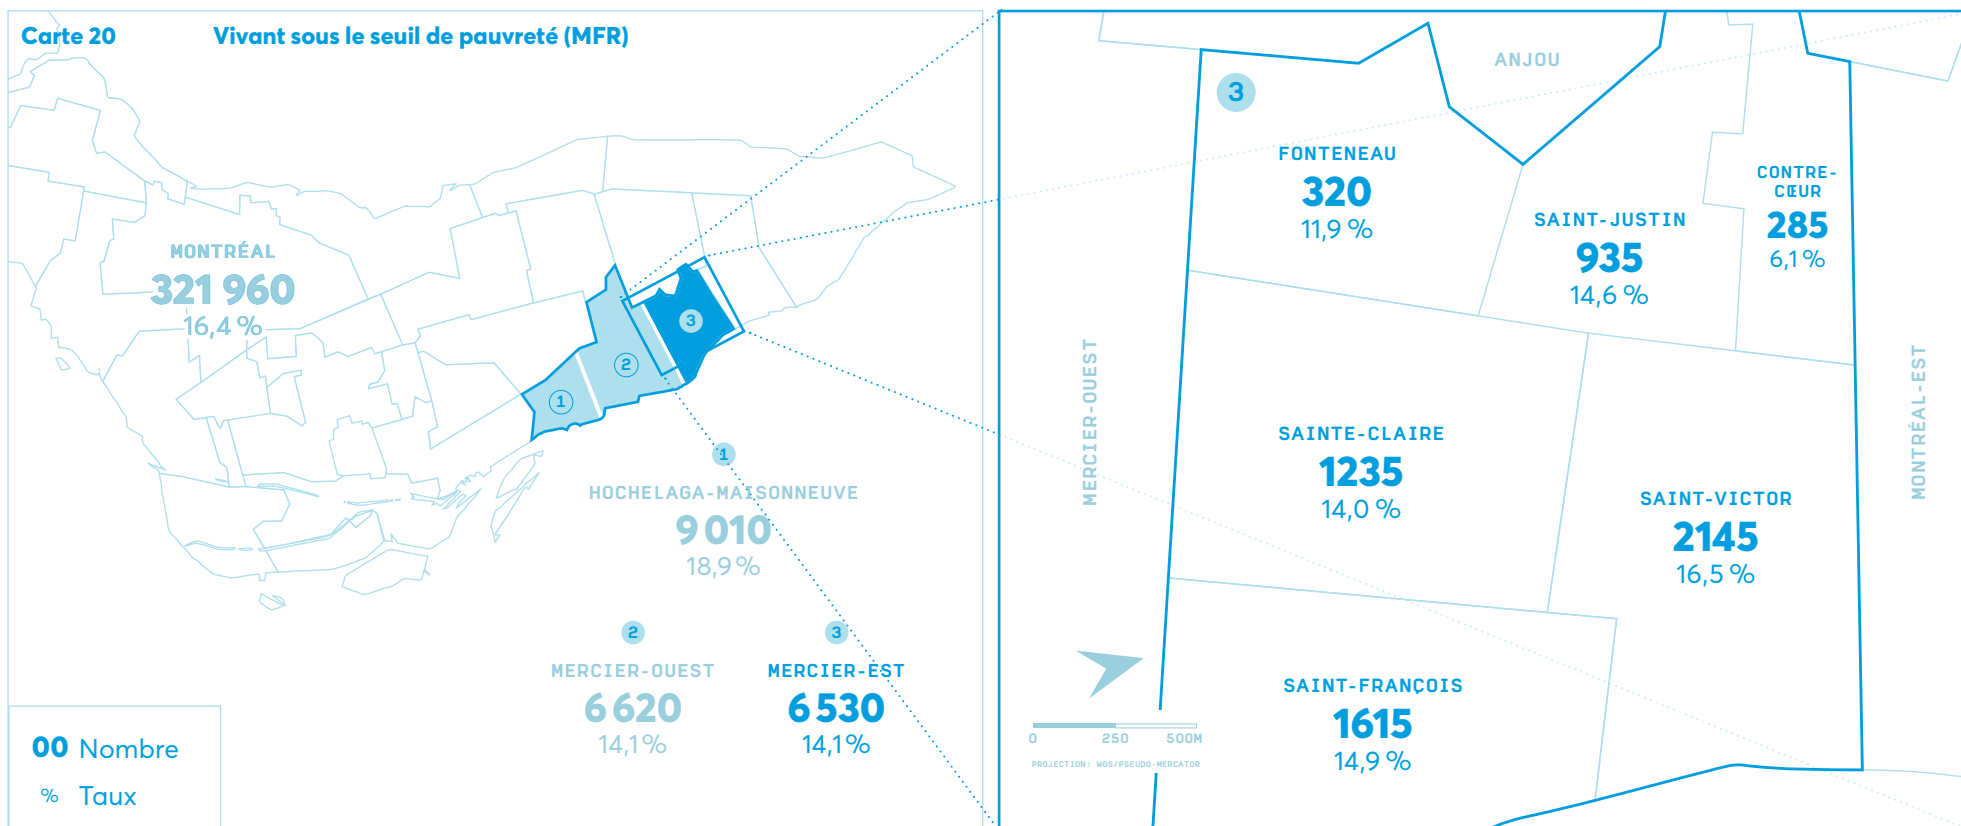 Carte 20
Vivant sous le seuil de pauvreté (MFR)
MONTRÉAL
321 960
16,4 %
1
2
3
1
HOCHELAGA-MAISONNEUVE
9 010
18,9 %
2
MERCIER-OUEST
6 620
14,1 %
3
MERCIER-EST
6 530
14,1 %
00 Nombre
% Taux
3
ANJOU
FONTENEAU
320
11,9 %
SAINT-JUSTIN
935
14,6 %
CONTRE-
CŒUR
285
6,1 %
MERCIER-OUEST
MONTRÉAL-EST
SAINTE-CLAIRE
1235
14,0 %
SAINT-VICTOR
2145
16,5 %
SAINT-FRANÇOIS
1615
14,9 %
0 250 500M
PROJECTION: WGS/PSEUDO-MERCATOR